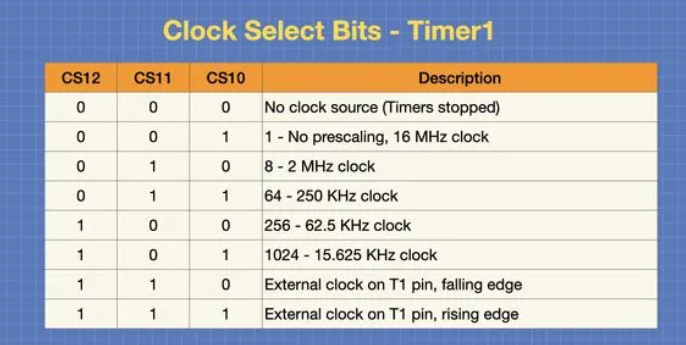 Clock Select Bits - Timer1
CS12 CS11 CS10 Description
0 0 0 No clock source (Timers stopped)
0 0 1 1 - No prescaling, 16 MHz clock
0 1 0 8 - 2 MHz clock
0 1 1 64 - 250 KHz clock
1 0 0 256 - 62.5 KHz clock
1 0 1 1024 - 15.625 KHz clock
1 1 0 External clock on T1 pin, falling edge
1 1 1 External clock on T1 pin, rising edge